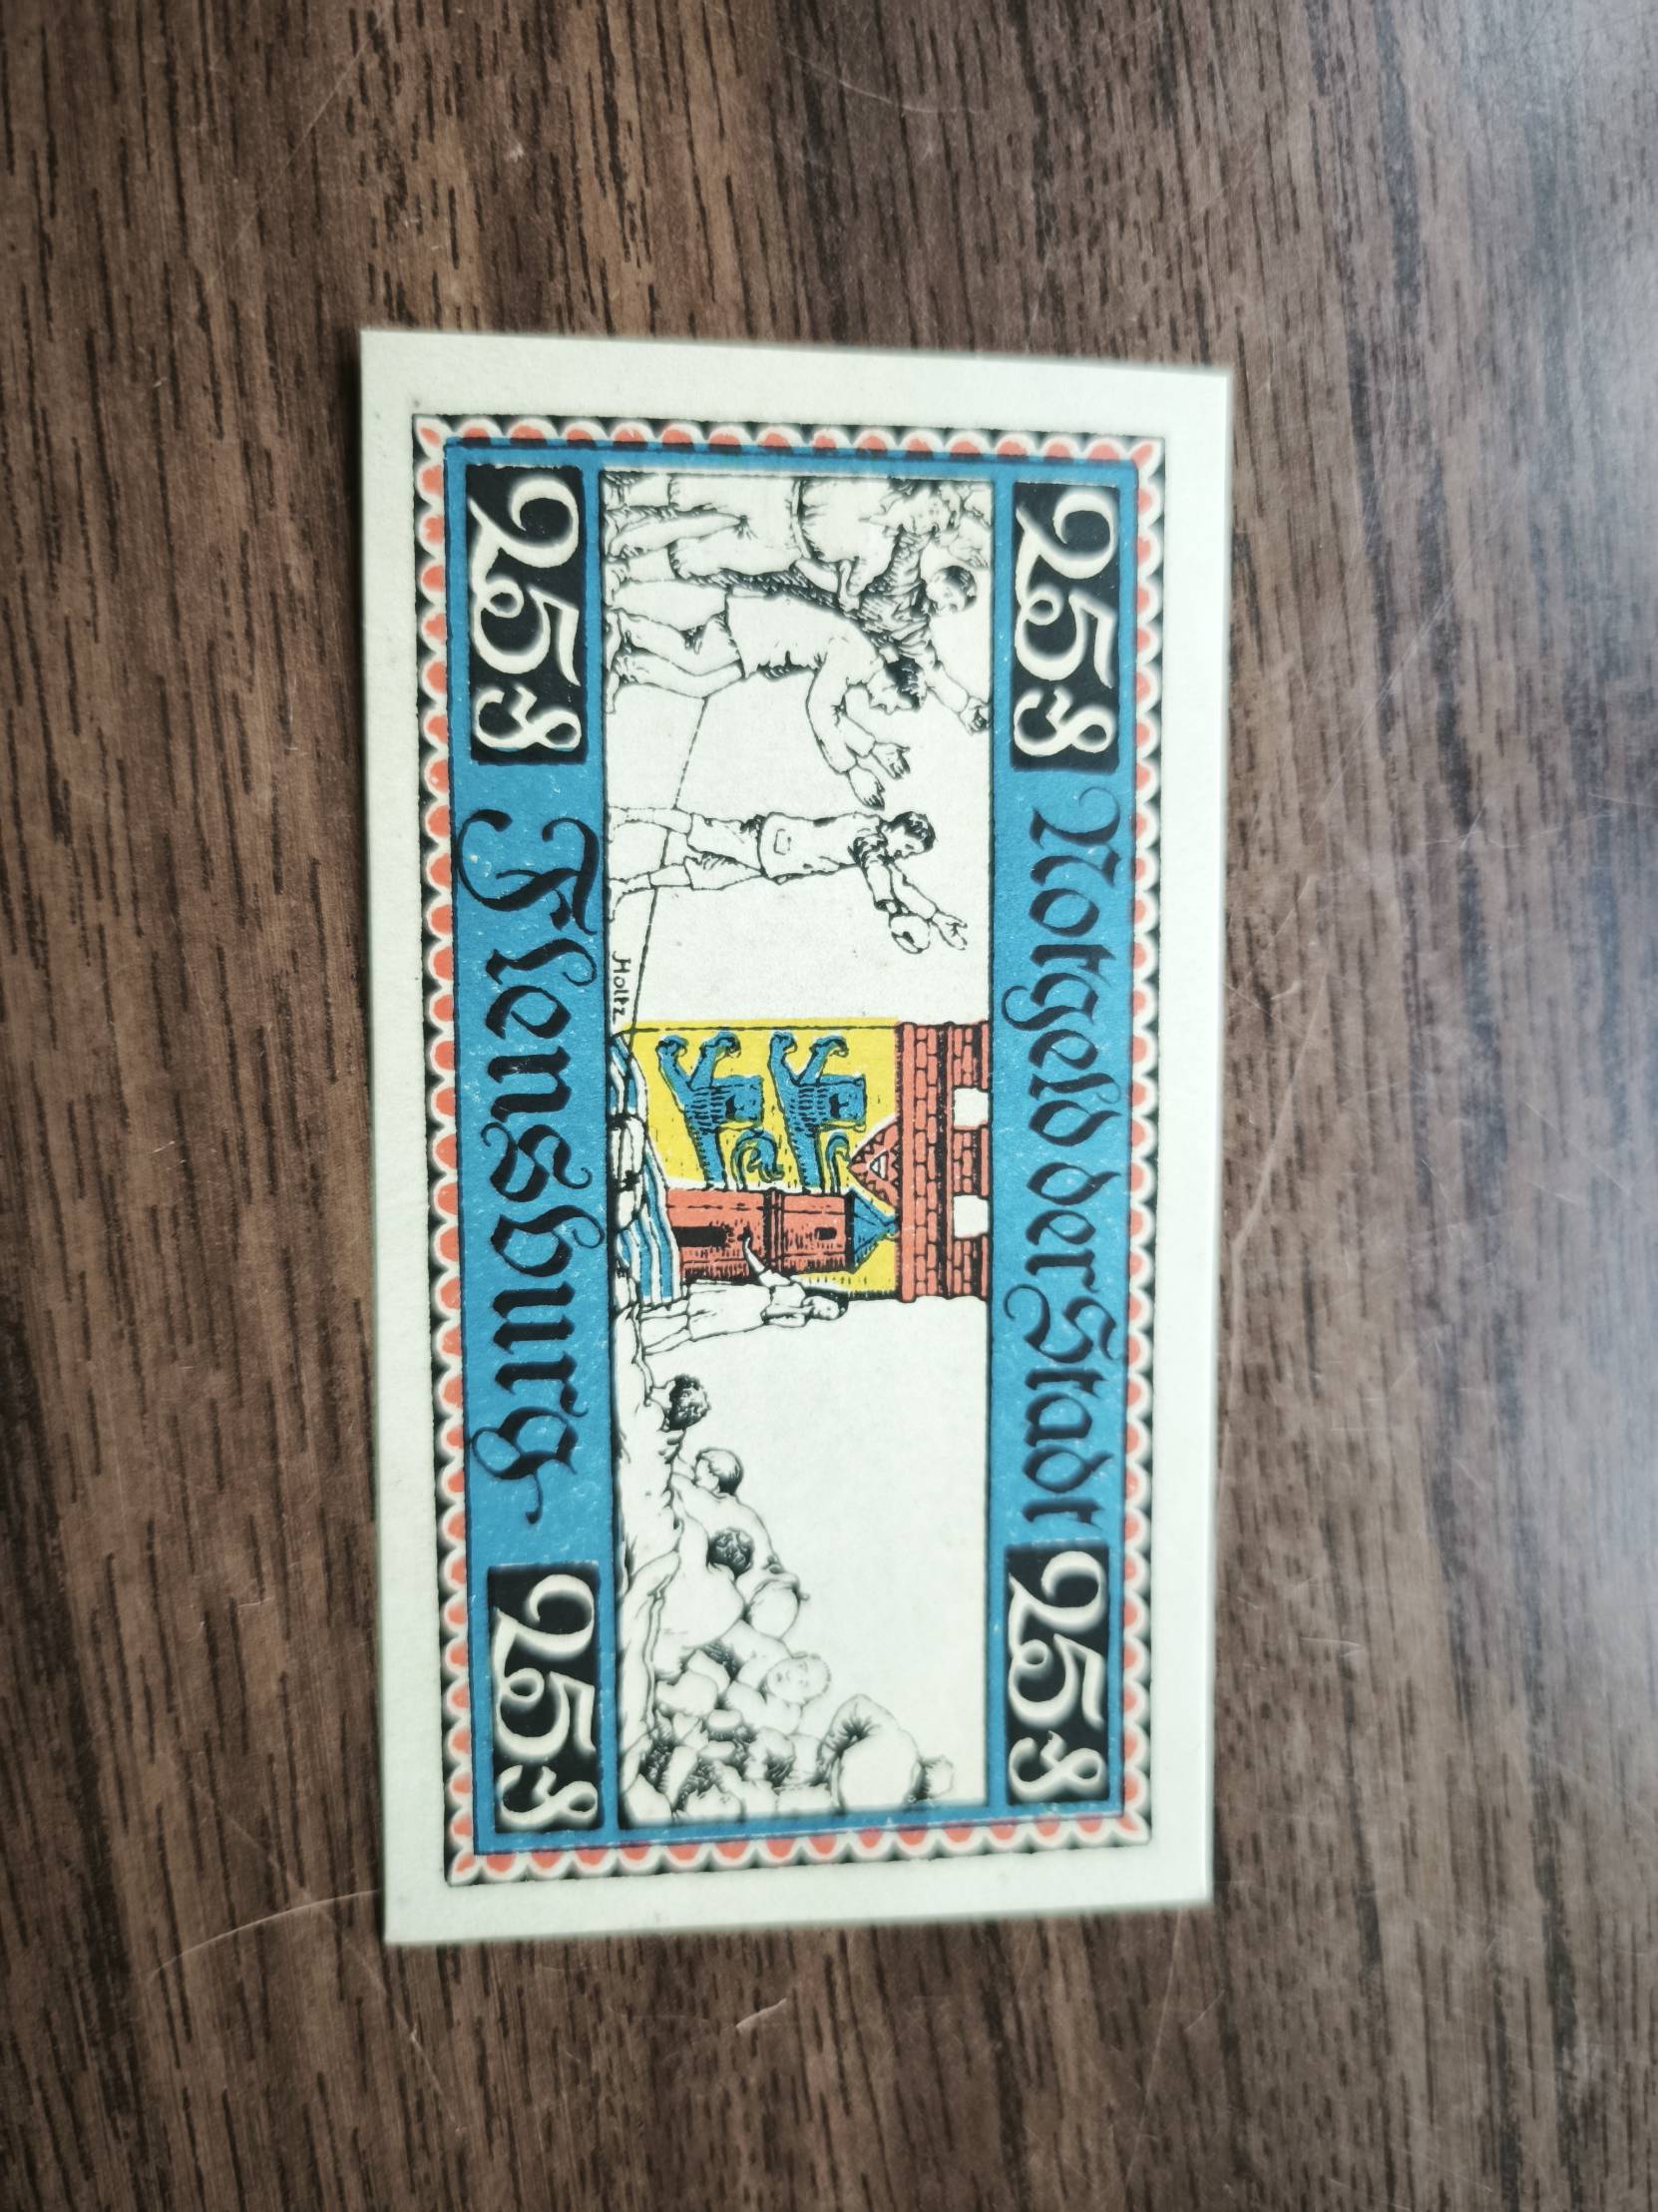 25₰ Notgeld der Stadt 25₰
Holtz
25₰ Flensburg 25₰